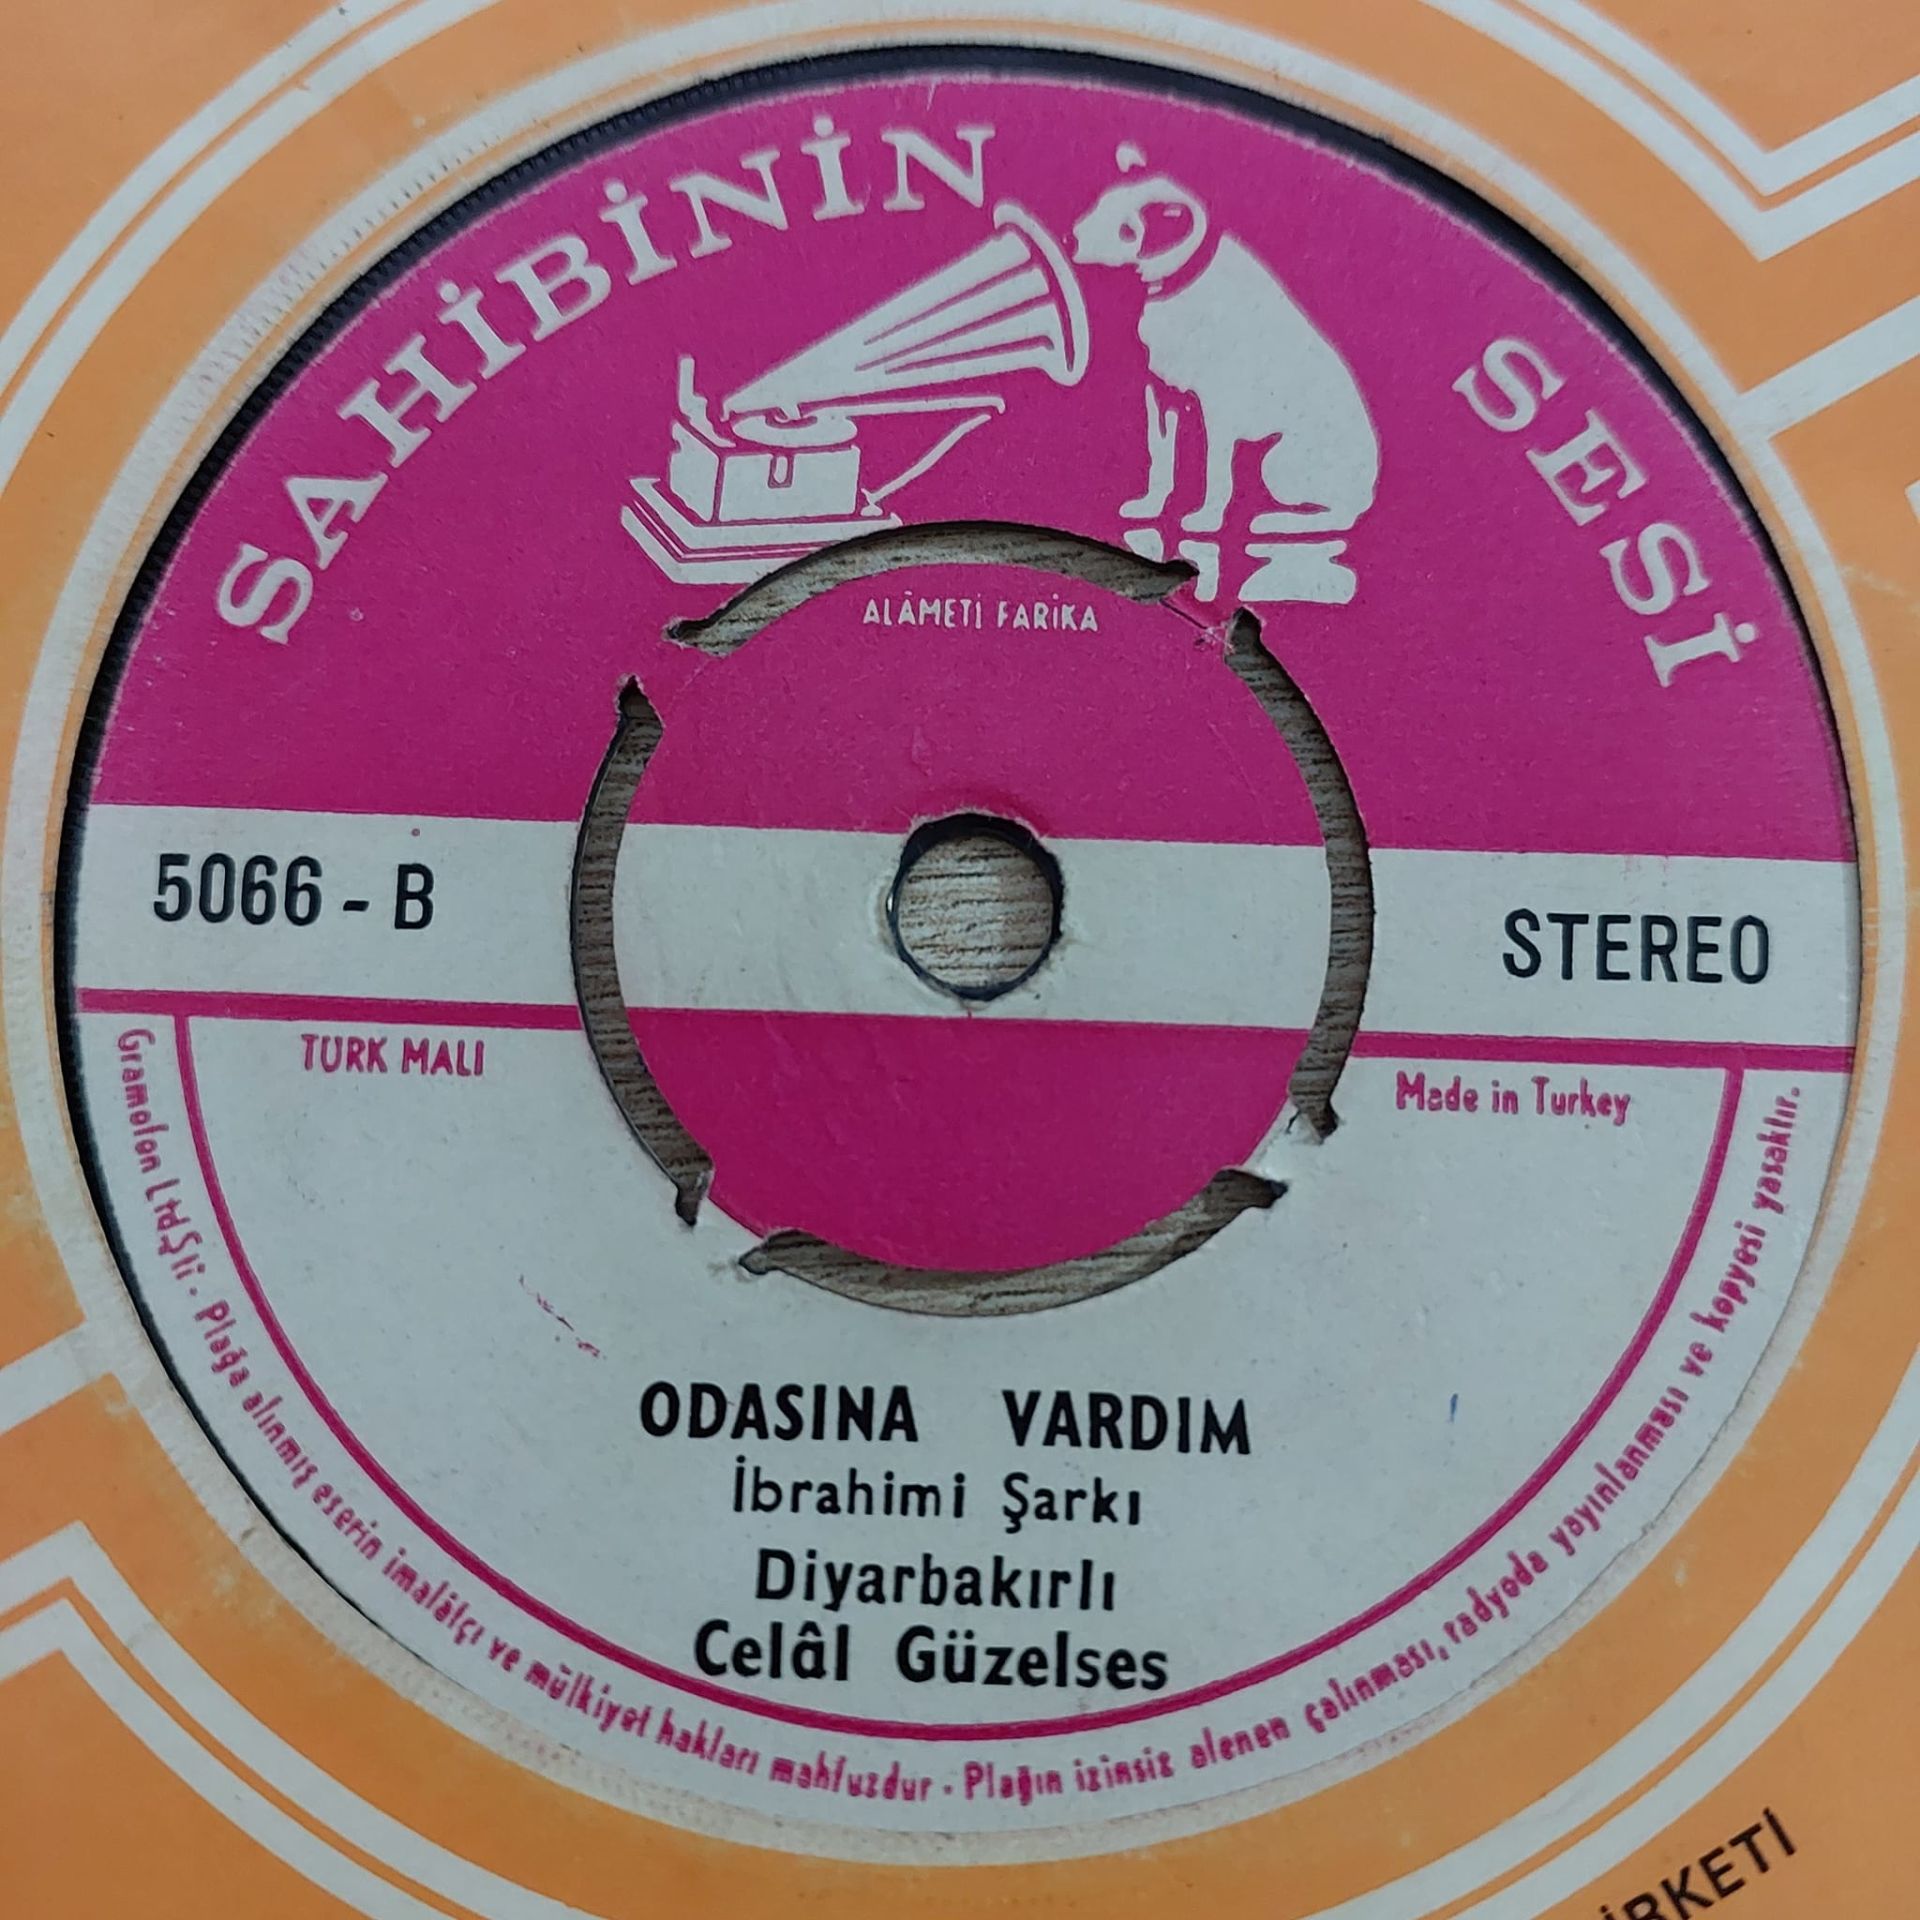 SAHİBİNİN SESİ
ALÂMETİ FARİKA
5066 - B
STEREO
TURK MALI
Made in Turkey
ODASINA VARDIM
İbrahimi Şarkı
Diyarbakırlı
Celâl Güzelses
Gramofon Ltd Şti. Plağa alınmış eserin imalâtçı ve mülkiyet hakları mahfuzdur. Plağın izinsiz alenen çalınması, radyoda yayınlanması ve kopyesi yasaktır.